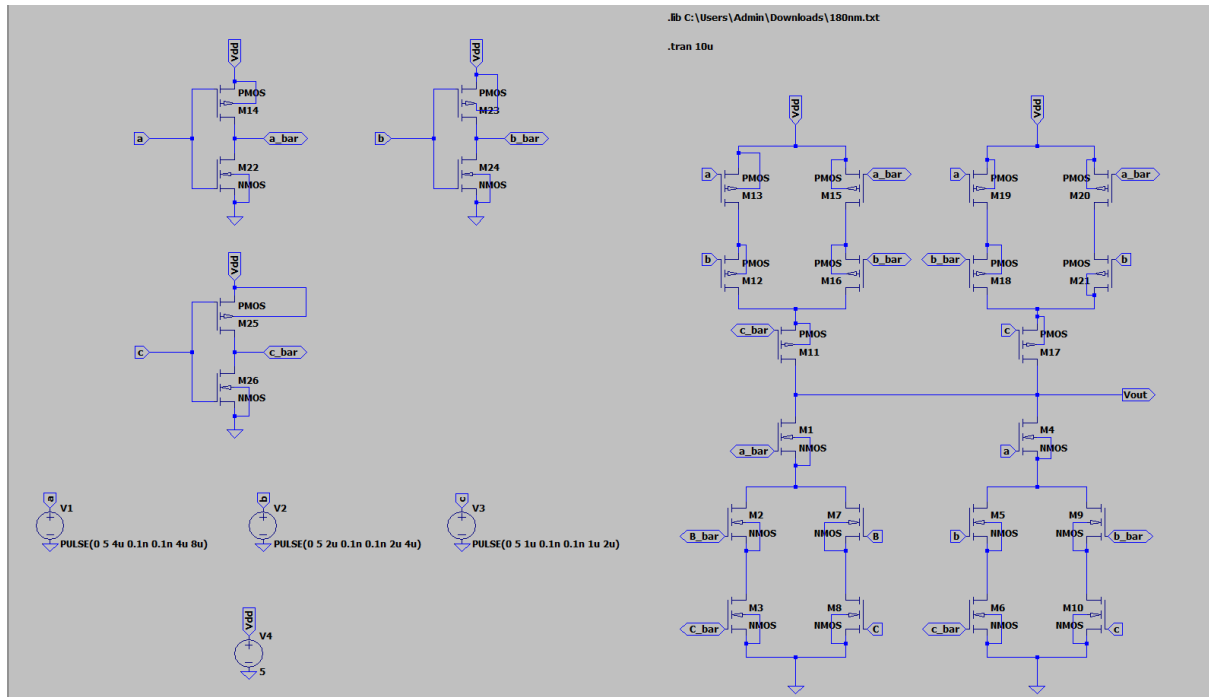 .lib C:\Users\Admin\Downloads\180nm.txt
.tran 10u
Vdd
PMOS
M14
a
a_bar
M22
NMOS
Vdd
PMOS
M23
b
b_bar
M24
NMOS
Vdd
PMOS
M25
c
c_bar
M26
NMOS
a
V1
PULSE(0 5 4u 0.1n 0.1n 4u 8u)
b
V2
PULSE(0 5 2u 0.1n 0.1n 2u 4u)
c
V3
PULSE(0 5 1u 0.1n 0.1n 1u 2u)
Vdd
V4
5
Vdd
a
PMOS
M13
PMOS
M15
a_bar
b
PMOS
M12
PMOS
M16
b_bar
c_bar
PMOS
M11
Vdd
a
PMOS
M19
PMOS
M20
a_bar
b_bar
PMOS
M18
PMOS
M21
b
c
PMOS
M17
Vout
M1
NMOS
a_bar
M4
NMOS
a
M2
NMOS
B_bar
M7
NMOS
B
M3
NMOS
C_bar
M8
NMOS
C
M5
NMOS
b
M9
NMOS
b_bar
M6
NMOS
c_bar
M10
NMOS
c